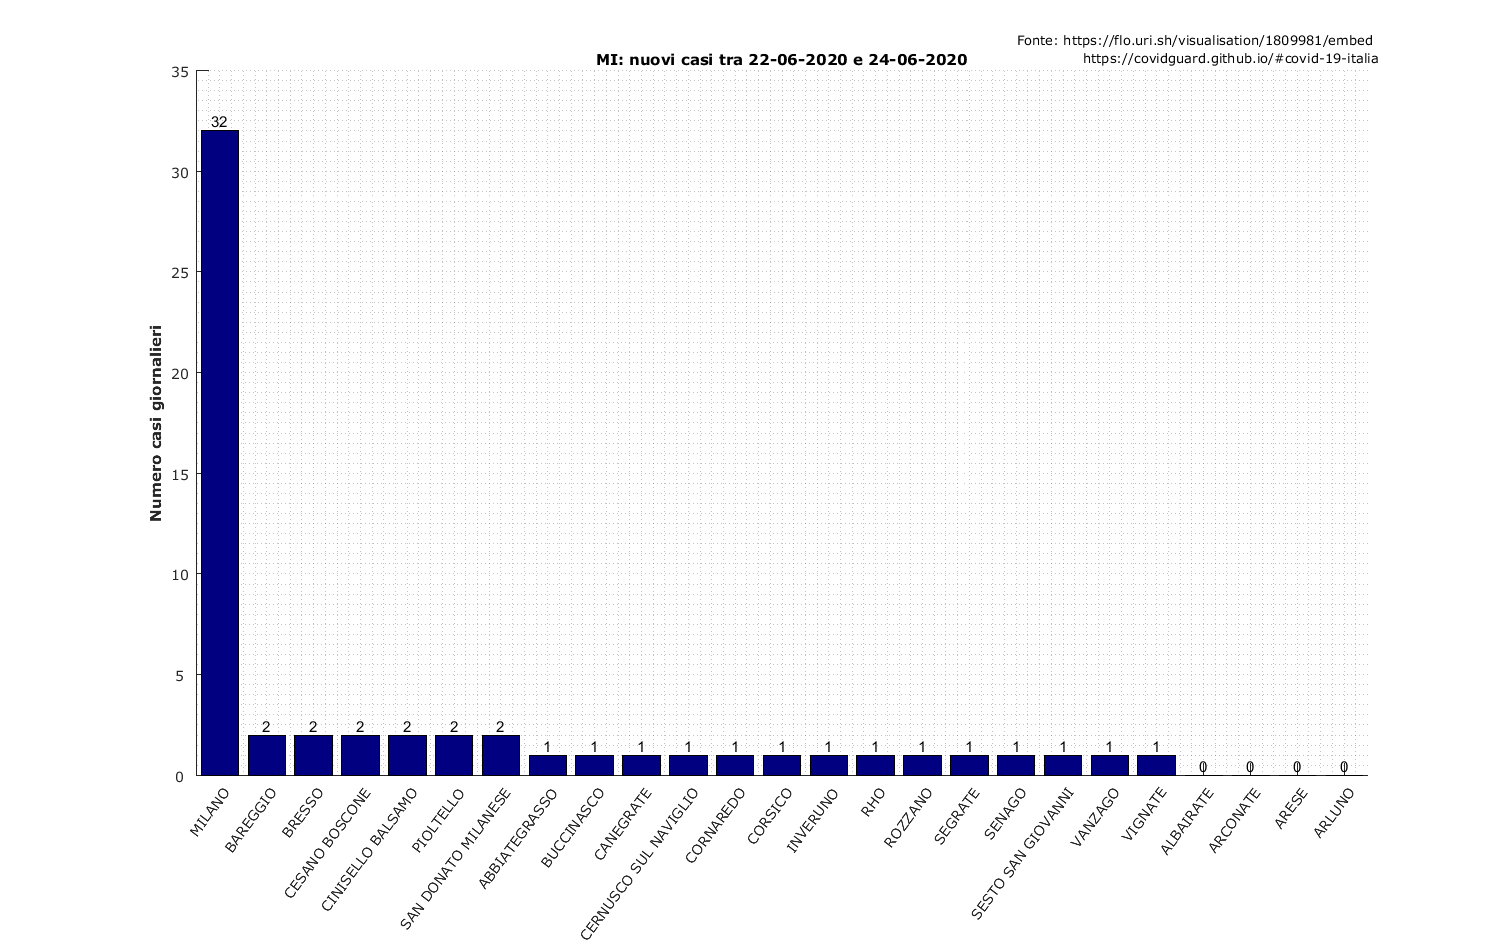 Fonte: https://flo.uri.sh/visualisation/1809981/embed
https://covidguard.github.io/#covid-19-italia
MI: nuovi casi tra 22-06-2020 e 24-06-2020
Numero casi giornalieri
35
30
25
20
15
10
5
0
32
2
2
2
2
2
2
1
1
1
1
1
1
1
1
1
1
1
1
1
1
0
0
0
0
MILANO
BAREGGIO
BRESSO
CESANO BOSCONE
CINISELLO BALSAMO
PIOLTELLO
SAN DONATO MILANESE
ABBIATEGRASSO
BUCCINASCO
CANEGRATE
CERNUSCO SUL NAVIGLIO
CORNAREDO
CORSICO
INVERUNO
RHO
ROZZANO
SEGRATE
SENAGO
SESTO SAN GIOVANNI
VANZAGO
VIGNATE
ALBAIRATE
ARCONATE
ARESE
ARLUNO